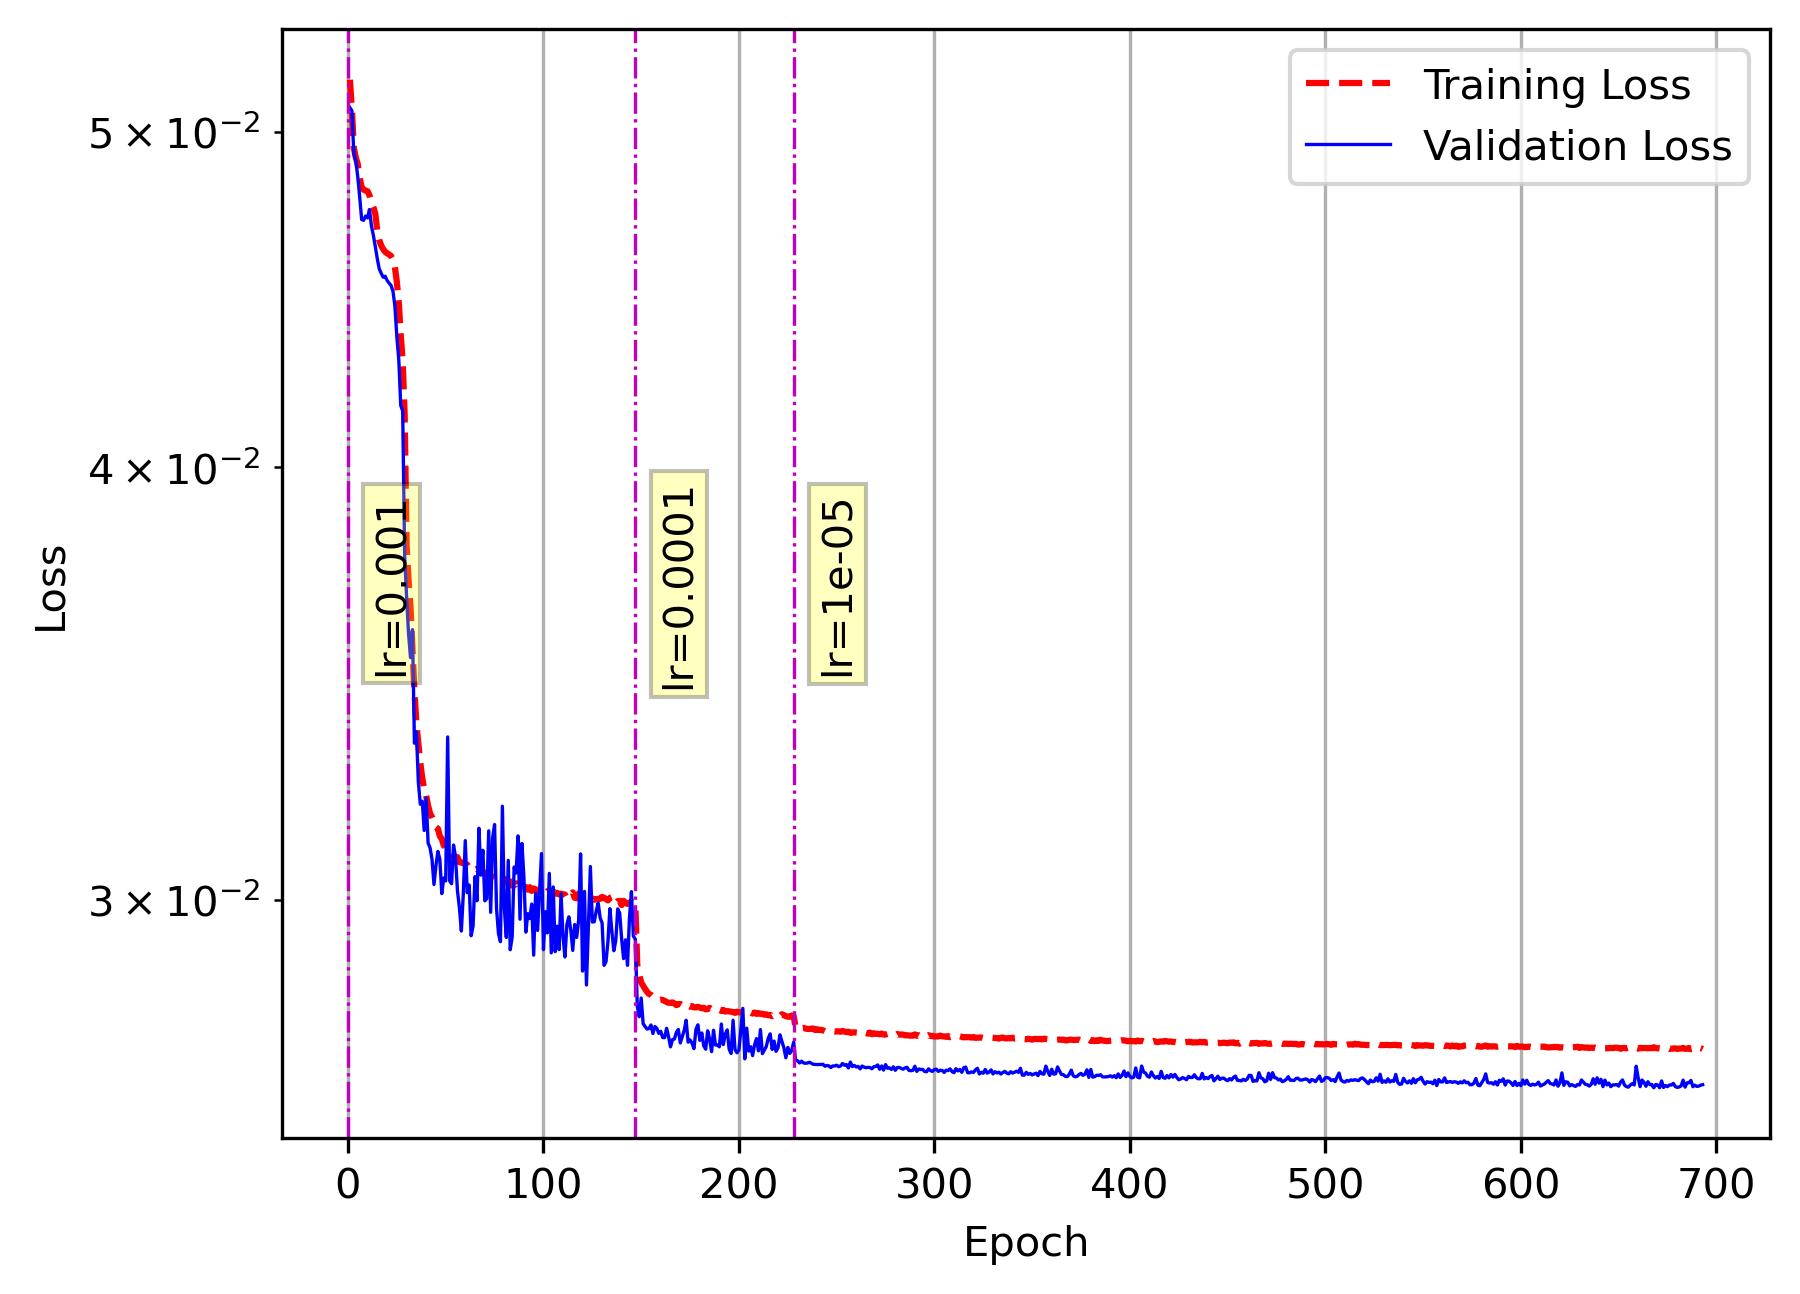 Training Loss
Validation Loss
5×10⁻²
4×10⁻²
3×10⁻²
Loss
lr=0.001
lr=0.0001
lr=1e-05
0 100 200 300 400 500 600 700
Epoch